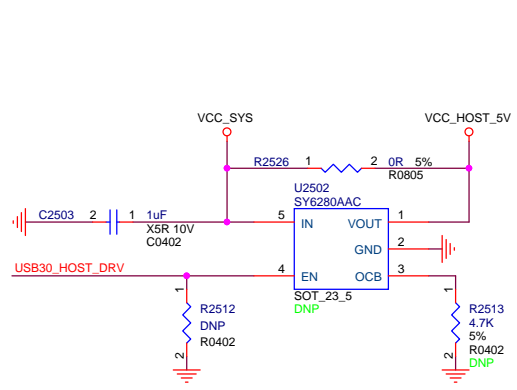 VCC_SYS
VCC_HOST_5V
R2526 1 2 0R 5%
R0805
U2502
SY6280AAC
C2503 2 1 1uF
X5R 10V
C0402
5 IN VOUT 1
GND 2
USB30_HOST_DRV
4 EN OCB 3
SOT_23_5
DNP
1
R2512
DNP
R0402
2
1
R2513
4.7K
5%
R0402
DNP
2